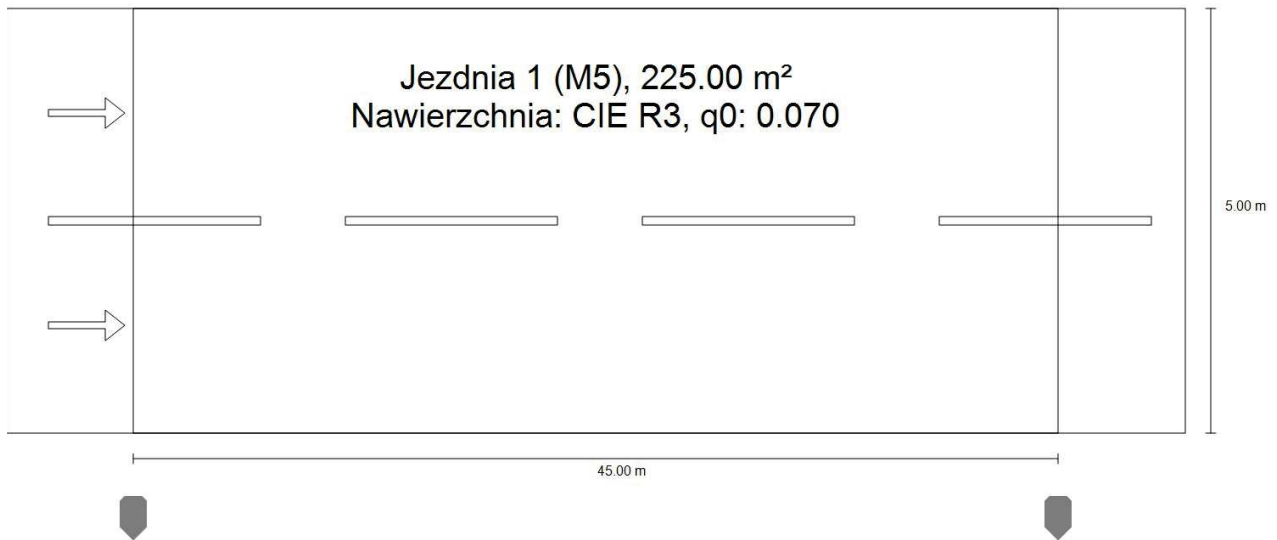 Jezdnia 1 (M5), 225.00 m²
Nawierzchnia: CIE R3, q0: 0.070
5.00 m
45.00 m